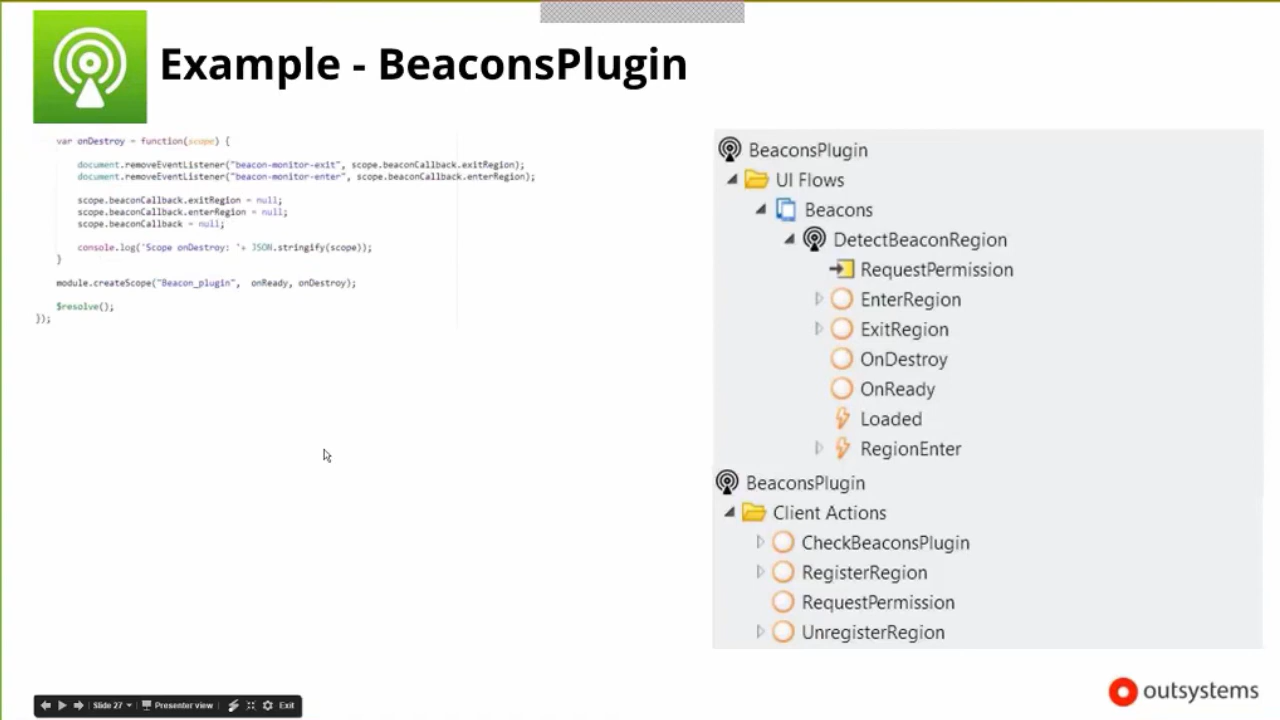 Example - BeaconsPlugin
var onDestroy = function(scope) {
document.removeEventListener("beacon-monitor-exit", scope.beaconCallback.exitRegion);
document.removeEventListener("beacon-monitor-enter", scope.beaconCallback.enterRegion);
scope.beaconCallback.exitRegion = null;
scope.beaconCallback.enterRegion = null;
scope.beaconCallback = null;
console.log('Scope onDestroy: '+ JSON.stringify(scope));
}
module.createScope("Beacon_plugin", onReady, onDestroy);
$resolve();
});
BeaconsPlugin
UI Flows
Beacons
DetectBeaconRegion
RequestPermission
EnterRegion
ExitRegion
OnDestroy
OnReady
Loaded
RegionEnter
BeaconsPlugin
Client Actions
CheckBeaconsPlugin
RegisterRegion
RequestPermission
UnregisterRegion
Slide 27 Presenter view Exit
outsystems